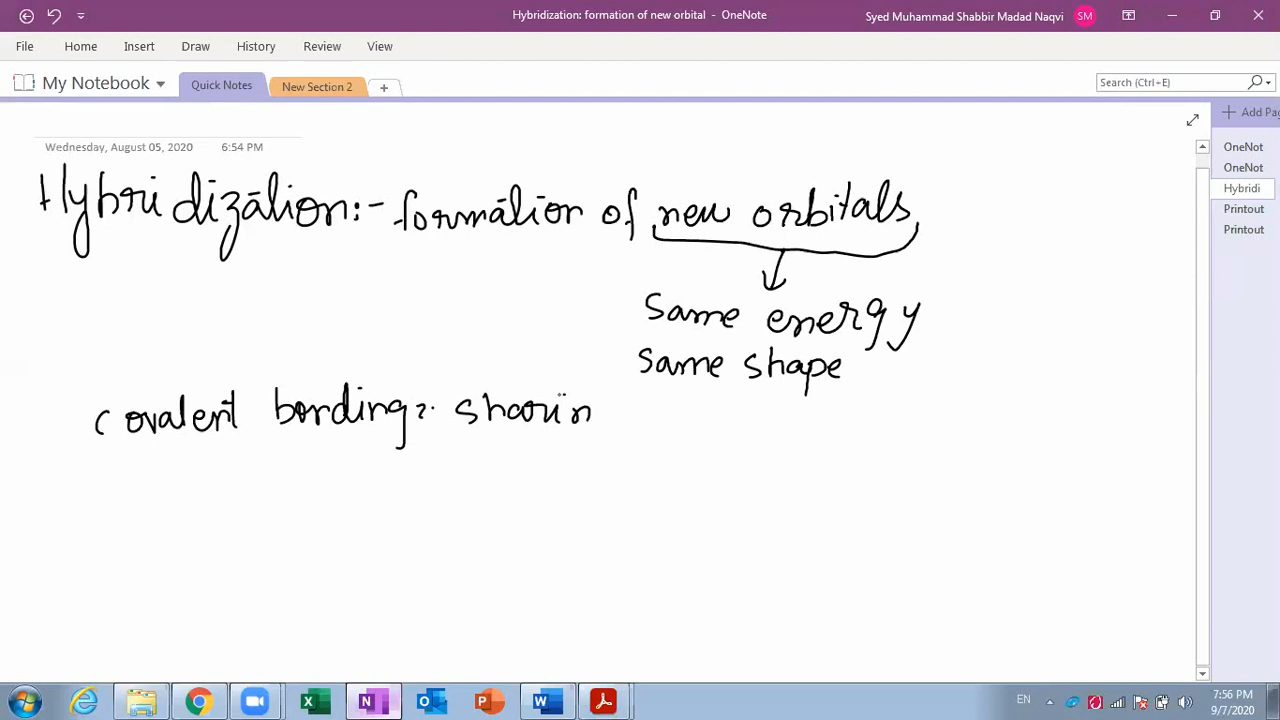 Hybridization: formation of new orbital - OneNote
Syed Muhammad Shabbir Madad Naqvi
SM
File Home Insert Draw History Review View
My Notebook
Quick Notes
New Section 2
+
Search (Ctrl+E)
Add Pa
Wednesday, August 05, 2020 6:54 PM
OneNot
OneNot
Hybridi
Printout
Printout
Hybridization:- formation of new orbitals
Same energy
Same shape
covalent bonding:- sharin
EN
7:56 PM
9/7/2020